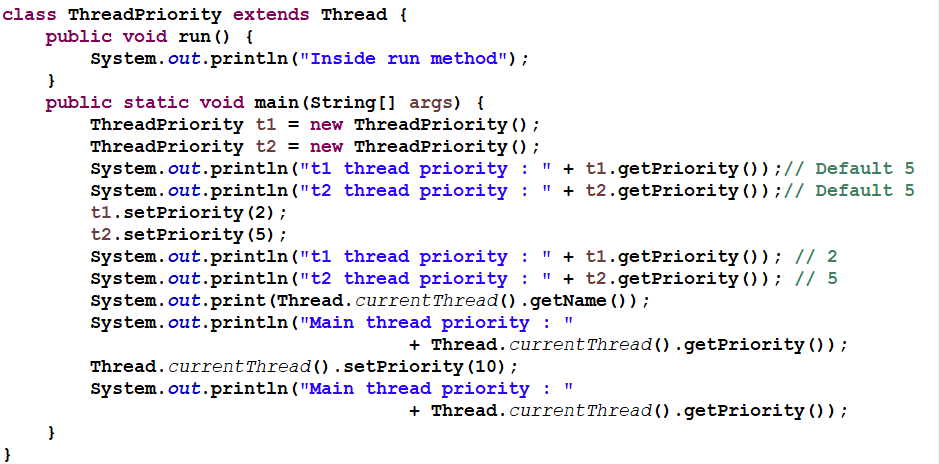 class ThreadPriority extends Thread {
    public void run() {
        System.out.println("Inside run method");
    }
    public static void main(String[] args) {
        ThreadPriority t1 = new ThreadPriority();
        ThreadPriority t2 = new ThreadPriority();
        System.out.println("t1 thread priority : " + t1.getPriority());// Default 5
        System.out.println("t2 thread priority : " + t2.getPriority());// Default 5
        t1.setPriority(2);
        t2.setPriority(5);
        System.out.println("t1 thread priority : " + t1.getPriority()); // 2
        System.out.println("t2 thread priority : " + t2.getPriority()); // 5
        System.out.print(Thread.currentThread().getName());
        System.out.println("Main thread priority : "
                                     + Thread.currentThread().getPriority());
        Thread.currentThread().setPriority(10);
        System.out.println("Main thread priority : "
                                     + Thread.currentThread().getPriority());
    }
}